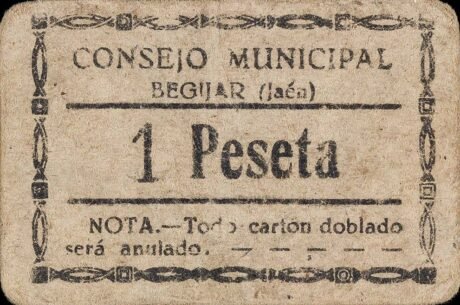 CONSEJO MUNICIPAL
BEGIJAR (Jaén)
1 Peseta
NOTA.—Todo cartón doblado
será anulado. — — — — —